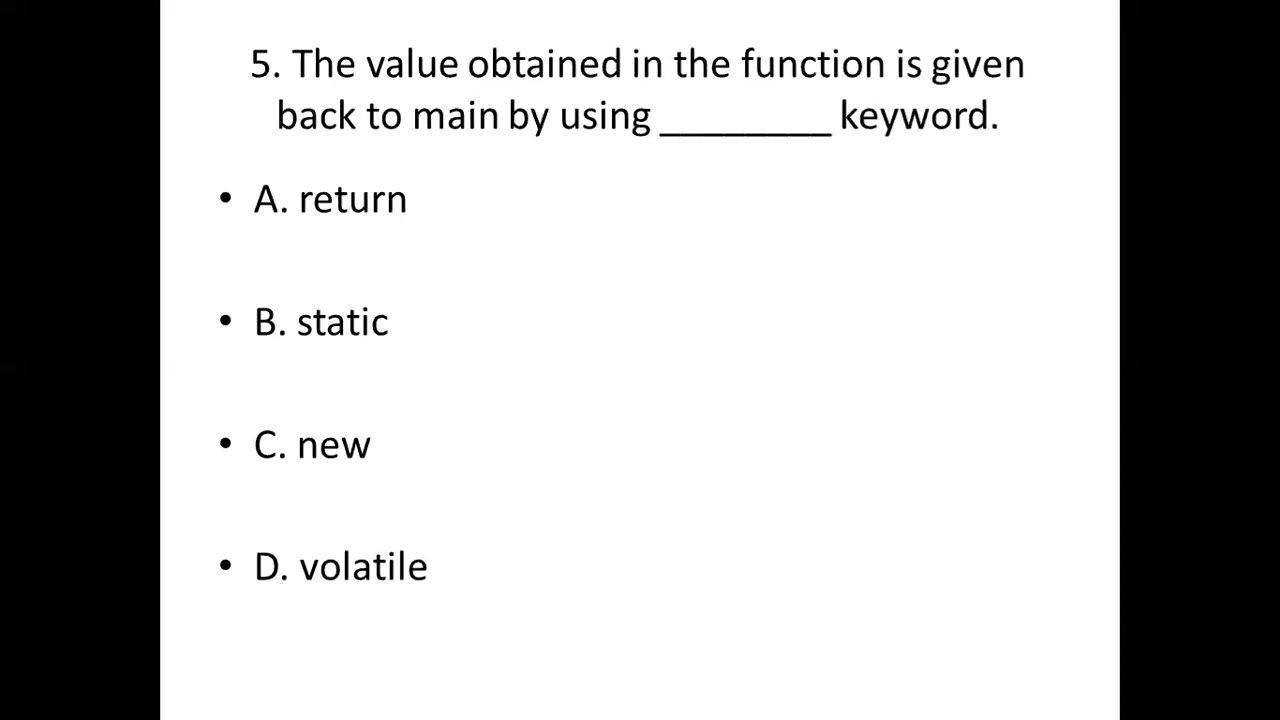 5. The value obtained in the function is given
back to main by using ________ keyword.
• A. return
• B. static
• C. new
• D. volatile